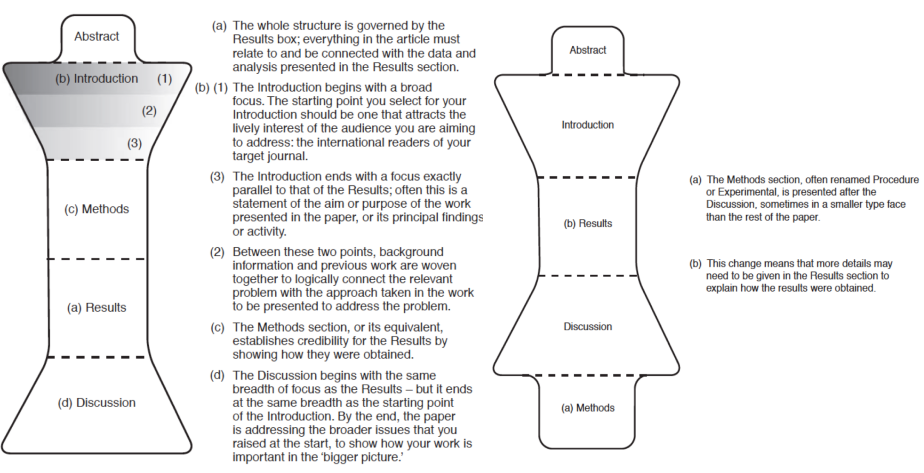 Abstract
(b) Introduction (1)
(2)
(3)
(c) Methods
(a) Results
(d) Discussion
(a) The whole structure is governed by the
Results box; everything in the article must
relate to and be connected with the data and
analysis presented in the Results section.
(b) (1) The Introduction begins with a broad
focus. The starting point you select for your
Introduction should be one that attracts the
lively interest of the audience you are aiming
to address: the international readers of your
target journal.
(3) The Introduction ends with a focus exactly
parallel to that of the Results; often this is a
statement of the aim or purpose of the work
presented in the paper, or its principal findings
or activity.
(2) Between these two points, background
information and previous work are woven
together to logically connect the relevant
problem with the approach taken in the work
to be presented to address the problem.
(c) The Methods section, or its equivalent,
establishes credibility for the Results by
showing how they were obtained.
(d) The Discussion begins with the same
breadth of focus as the Results – but it ends
at the same breadth as the starting point
of the Introduction. By the end, the paper
is addressing the broader issues that you
raised at the start, to show how your work is
important in the ‘bigger picture.’
Abstract
Introduction
(b) Results
Discussion
(a) Methods
(a) The Methods section, often renamed Procedure
or Experimental, is presented after the
Discussion, sometimes in a smaller type face
than the rest of the paper.
(b) This change means that more details may
need to be given in the Results section to
explain how the results were obtained.